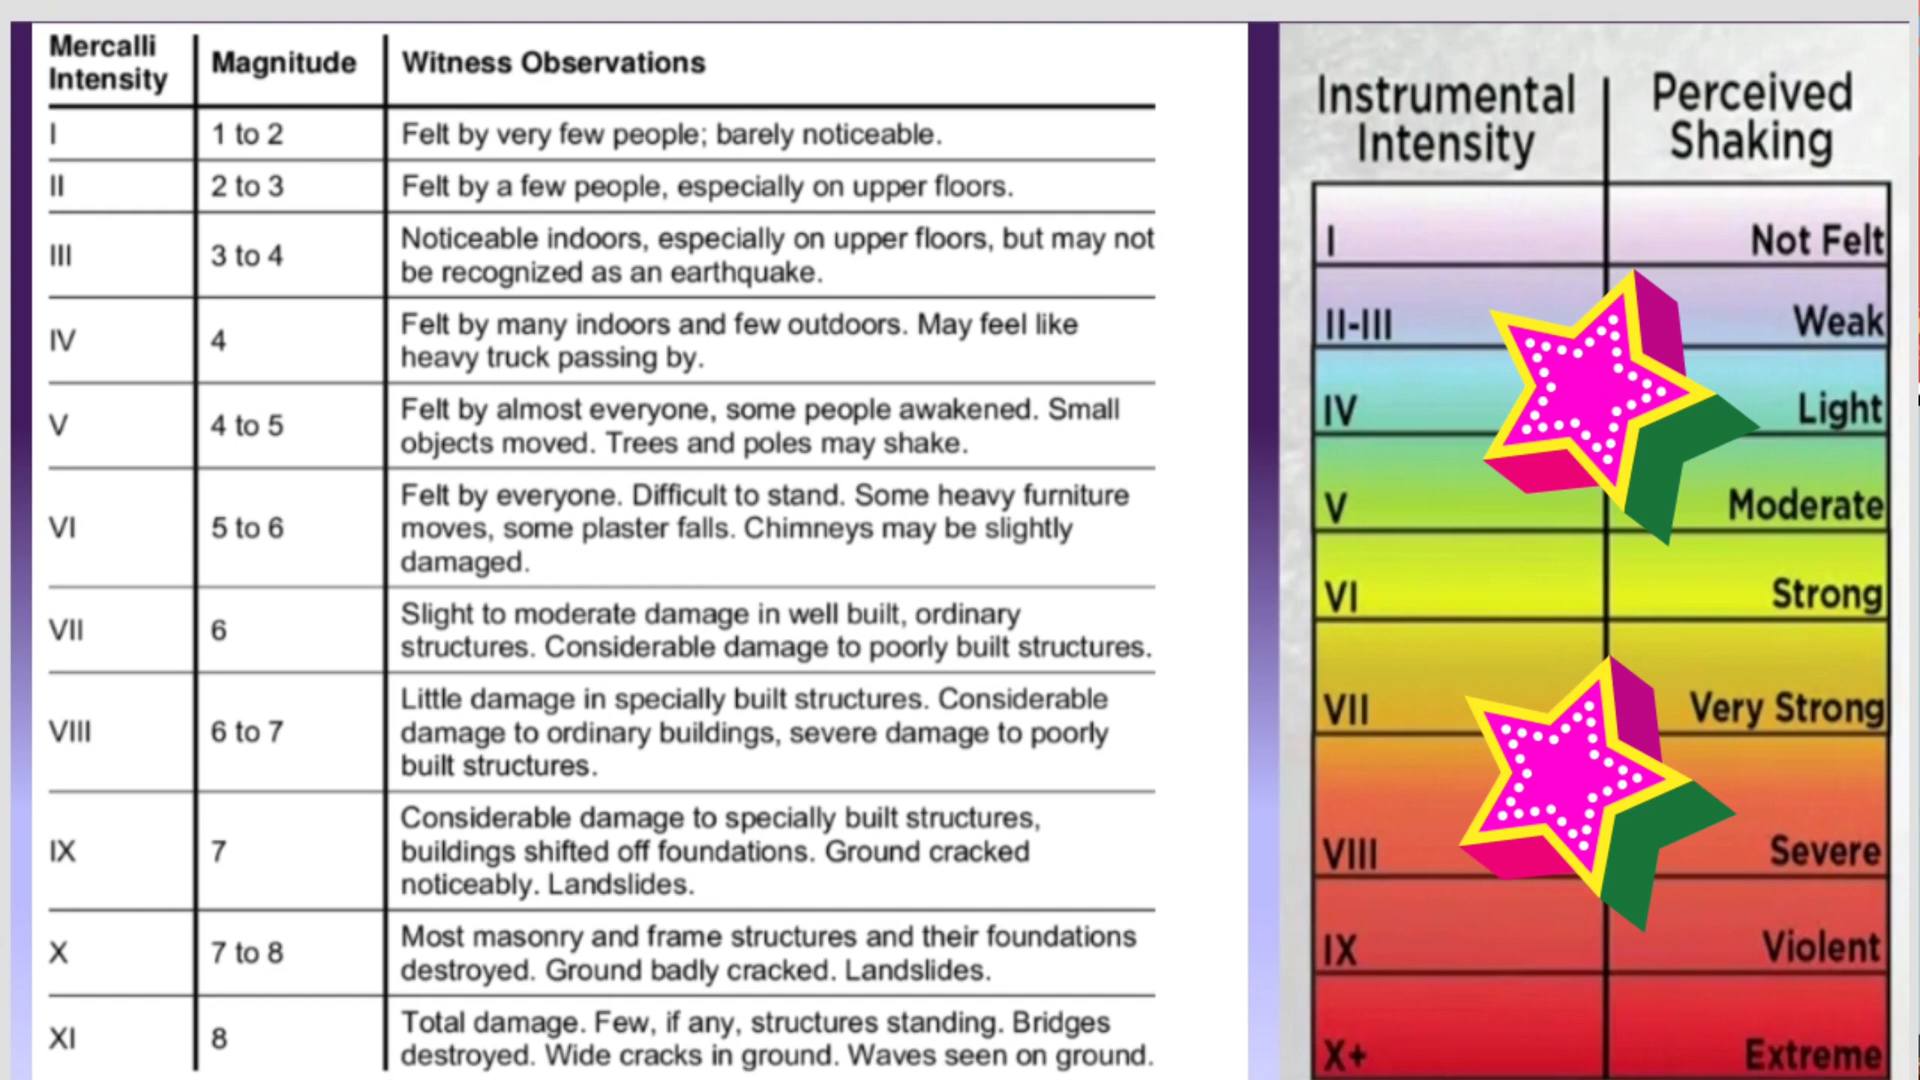 Mercalli
Intensity
Magnitude
Witness Observations
I
1 to 2
Felt by very few people; barely noticeable.
II
2 to 3
Felt by a few people, especially on upper floors.
III
3 to 4
Noticeable indoors, especially on upper floors, but may not
be recognized as an earthquake.
IV
4
Felt by many indoors and few outdoors. May feel like
heavy truck passing by.
V
4 to 5
Felt by almost everyone, some people awakened. Small
objects moved. Trees and poles may shake.
VI
5 to 6
Felt by everyone. Difficult to stand. Some heavy furniture
moves, some plaster falls. Chimneys may be slightly
damaged.
VII
6
Slight to moderate damage in well built, ordinary
structures. Considerable damage to poorly built structures.
VIII
6 to 7
Little damage in specially built structures. Considerable
damage to ordinary buildings, severe damage to poorly
built structures.
IX
7
Considerable damage to specially built structures,
buildings shifted off foundations. Ground cracked
noticeably. Landslides.
X
7 to 8
Most masonry and frame structures and their foundations
destroyed. Ground badly cracked. Landslides.
XI
8
Total damage. Few, if any, structures standing. Bridges
destroyed. Wide cracks in ground. Waves seen on ground.
Instrumental
Intensity
Perceived
Shaking
I
Not Felt
II-III
Weak
IV
Light
V
Moderate
VI
Strong
VII
Very Strong
VIII
Severe
IX
Violent
X+
Extreme